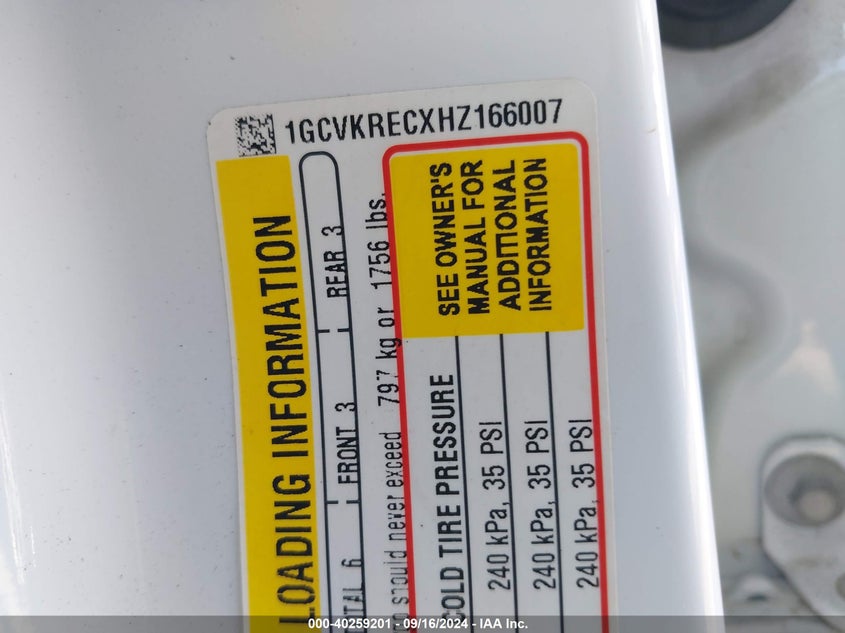 1GCVKRECXHZ166007
LOADING INFORMATION
TAL 6 FRONT 3 REAR 3
should never exceed 797 kg or 1756 lbs.
COLD TIRE PRESSURE
240 kPa, 35 PSI
240 kPa, 35 PSI
240 kPa, 35 PSI
SEE OWNER'S
MANUAL FOR
ADDITIONAL
INFORMATION
000-40259201 - 09/16/2024 - IAA Inc.